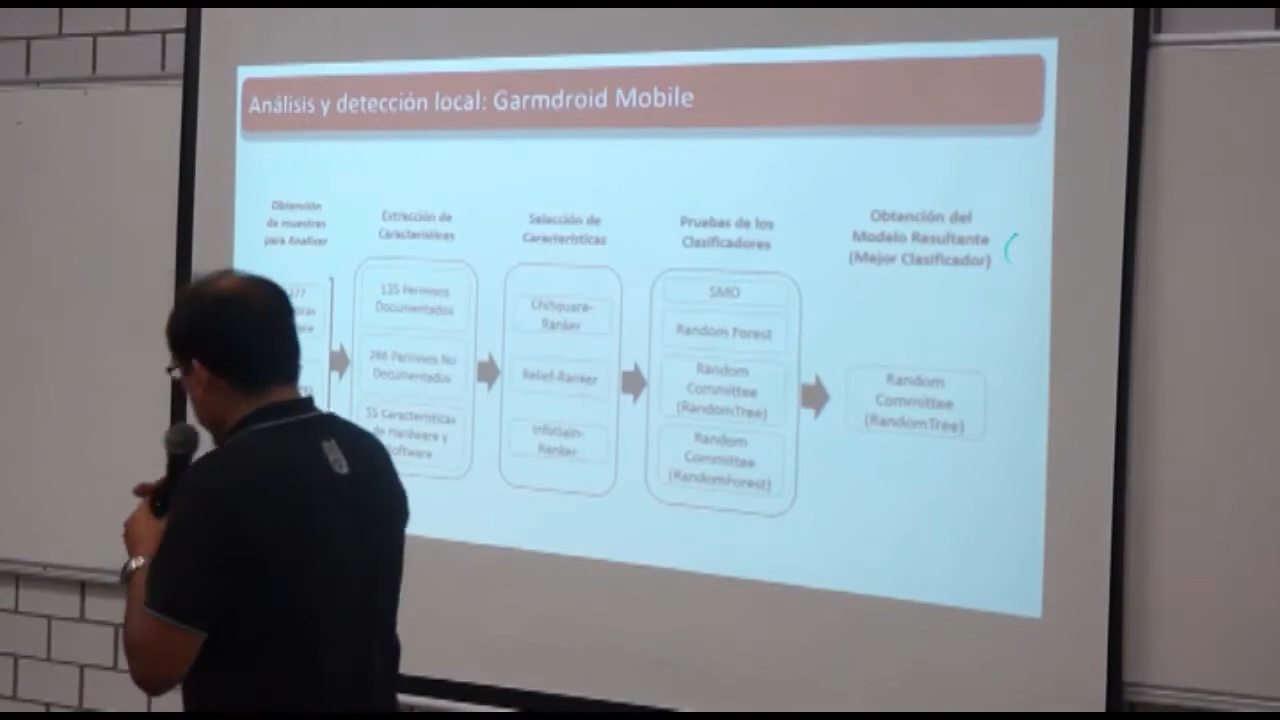 Análisis y detección local: Garmdroid Mobile
Obtención
de muestras
para Analizar
Extracción de
Características
135 Permisos
Documentados
Permisos No
Documentados
55 Características
de Hardware y
Software
Selección de
Características
ChiSquare-
Ranker
Relief-Ranker
InfoGain-
Ranker
Pruebas de los
Clasificadores
SMO
Random Forest
Random
Committee
(RandomTree)
Random
Committee
(RandomForest)
Obtención del
Modelo Resultante
(Mejor Clasificador)
Random
Committee
(RandomTree)